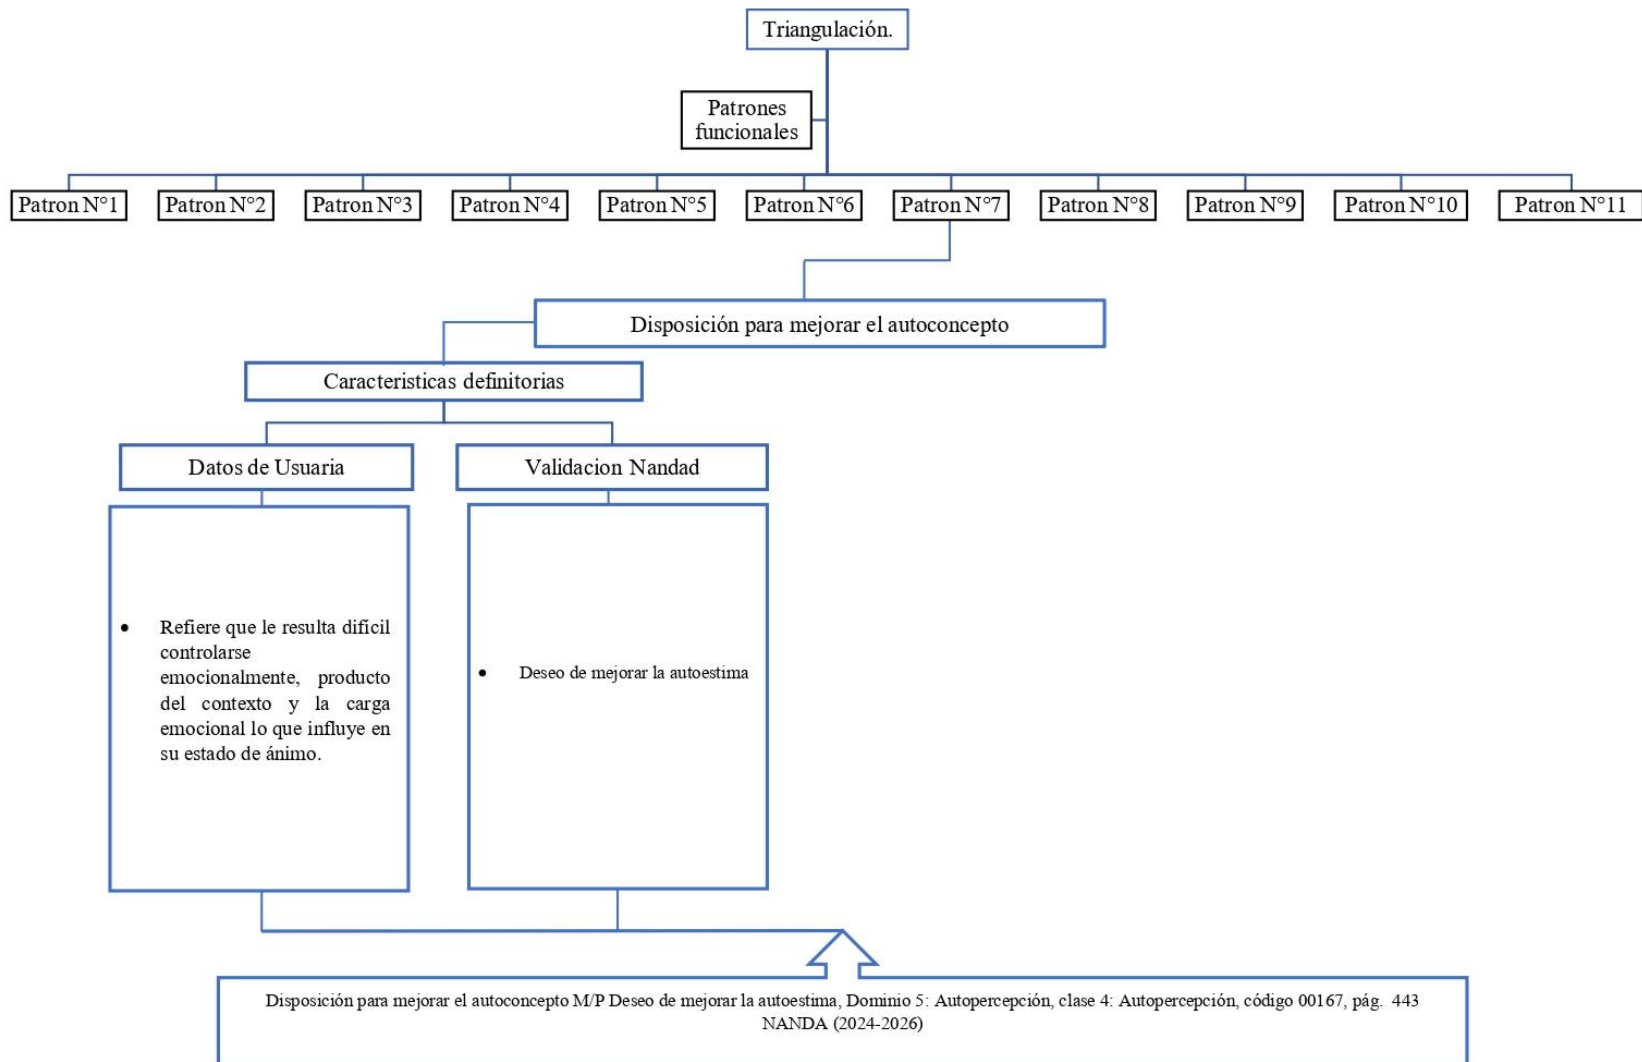 Triangulación.
Patrones
funcionales
Patron N°1
Patron N°2
Patron N°3
Patron N°4
Patron N°5
Patron N°6
Patron N°7
Patron N°8
Patron N°9
Patron N°10
Patron N°11
Disposición para mejorar el autoconcepto
Caracteristicas definitorias
Datos de Usuaria
Validacion Nandad
• Refiere que le resulta difícil
controlarse
emocionalmente, producto
del contexto y la carga
emocional lo que influye en
su estado de ánimo.
• Deseo de mejorar la autoestima
Disposición para mejorar el autoconcepto M/P Deseo de mejorar la autoestima, Dominio 5: Autopercepción, clase 4: Autopercepción, código 00167, pág. 443
NANDA (2024-2026)